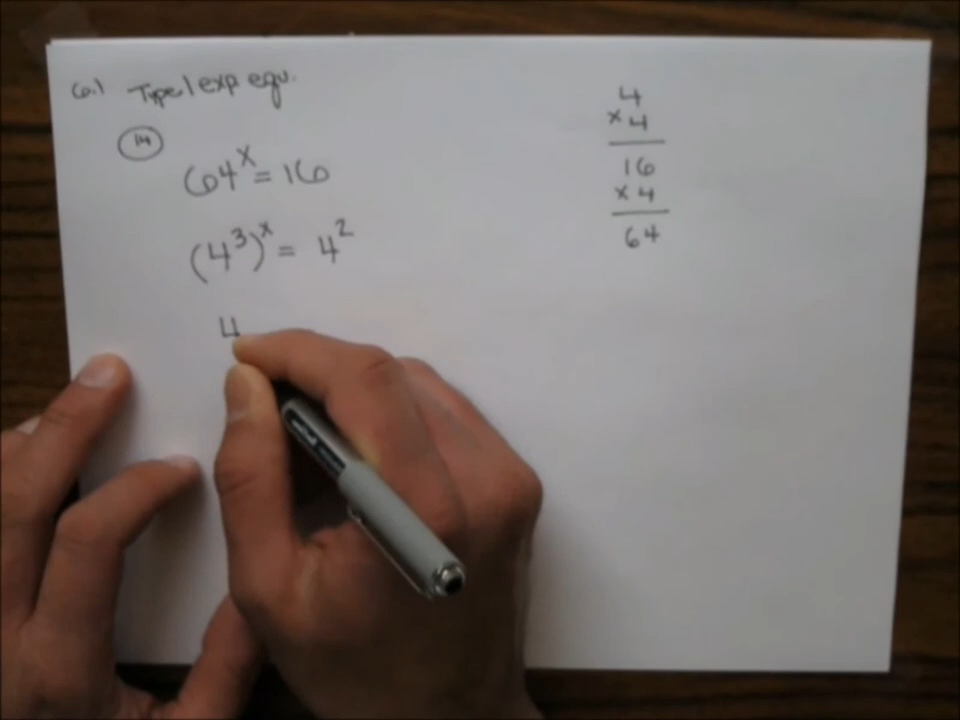 6.1 Type 1 exp equ.
14
64^x = 16
(4^3)^x = 4^2
4
4
x 4
16
x 4
64